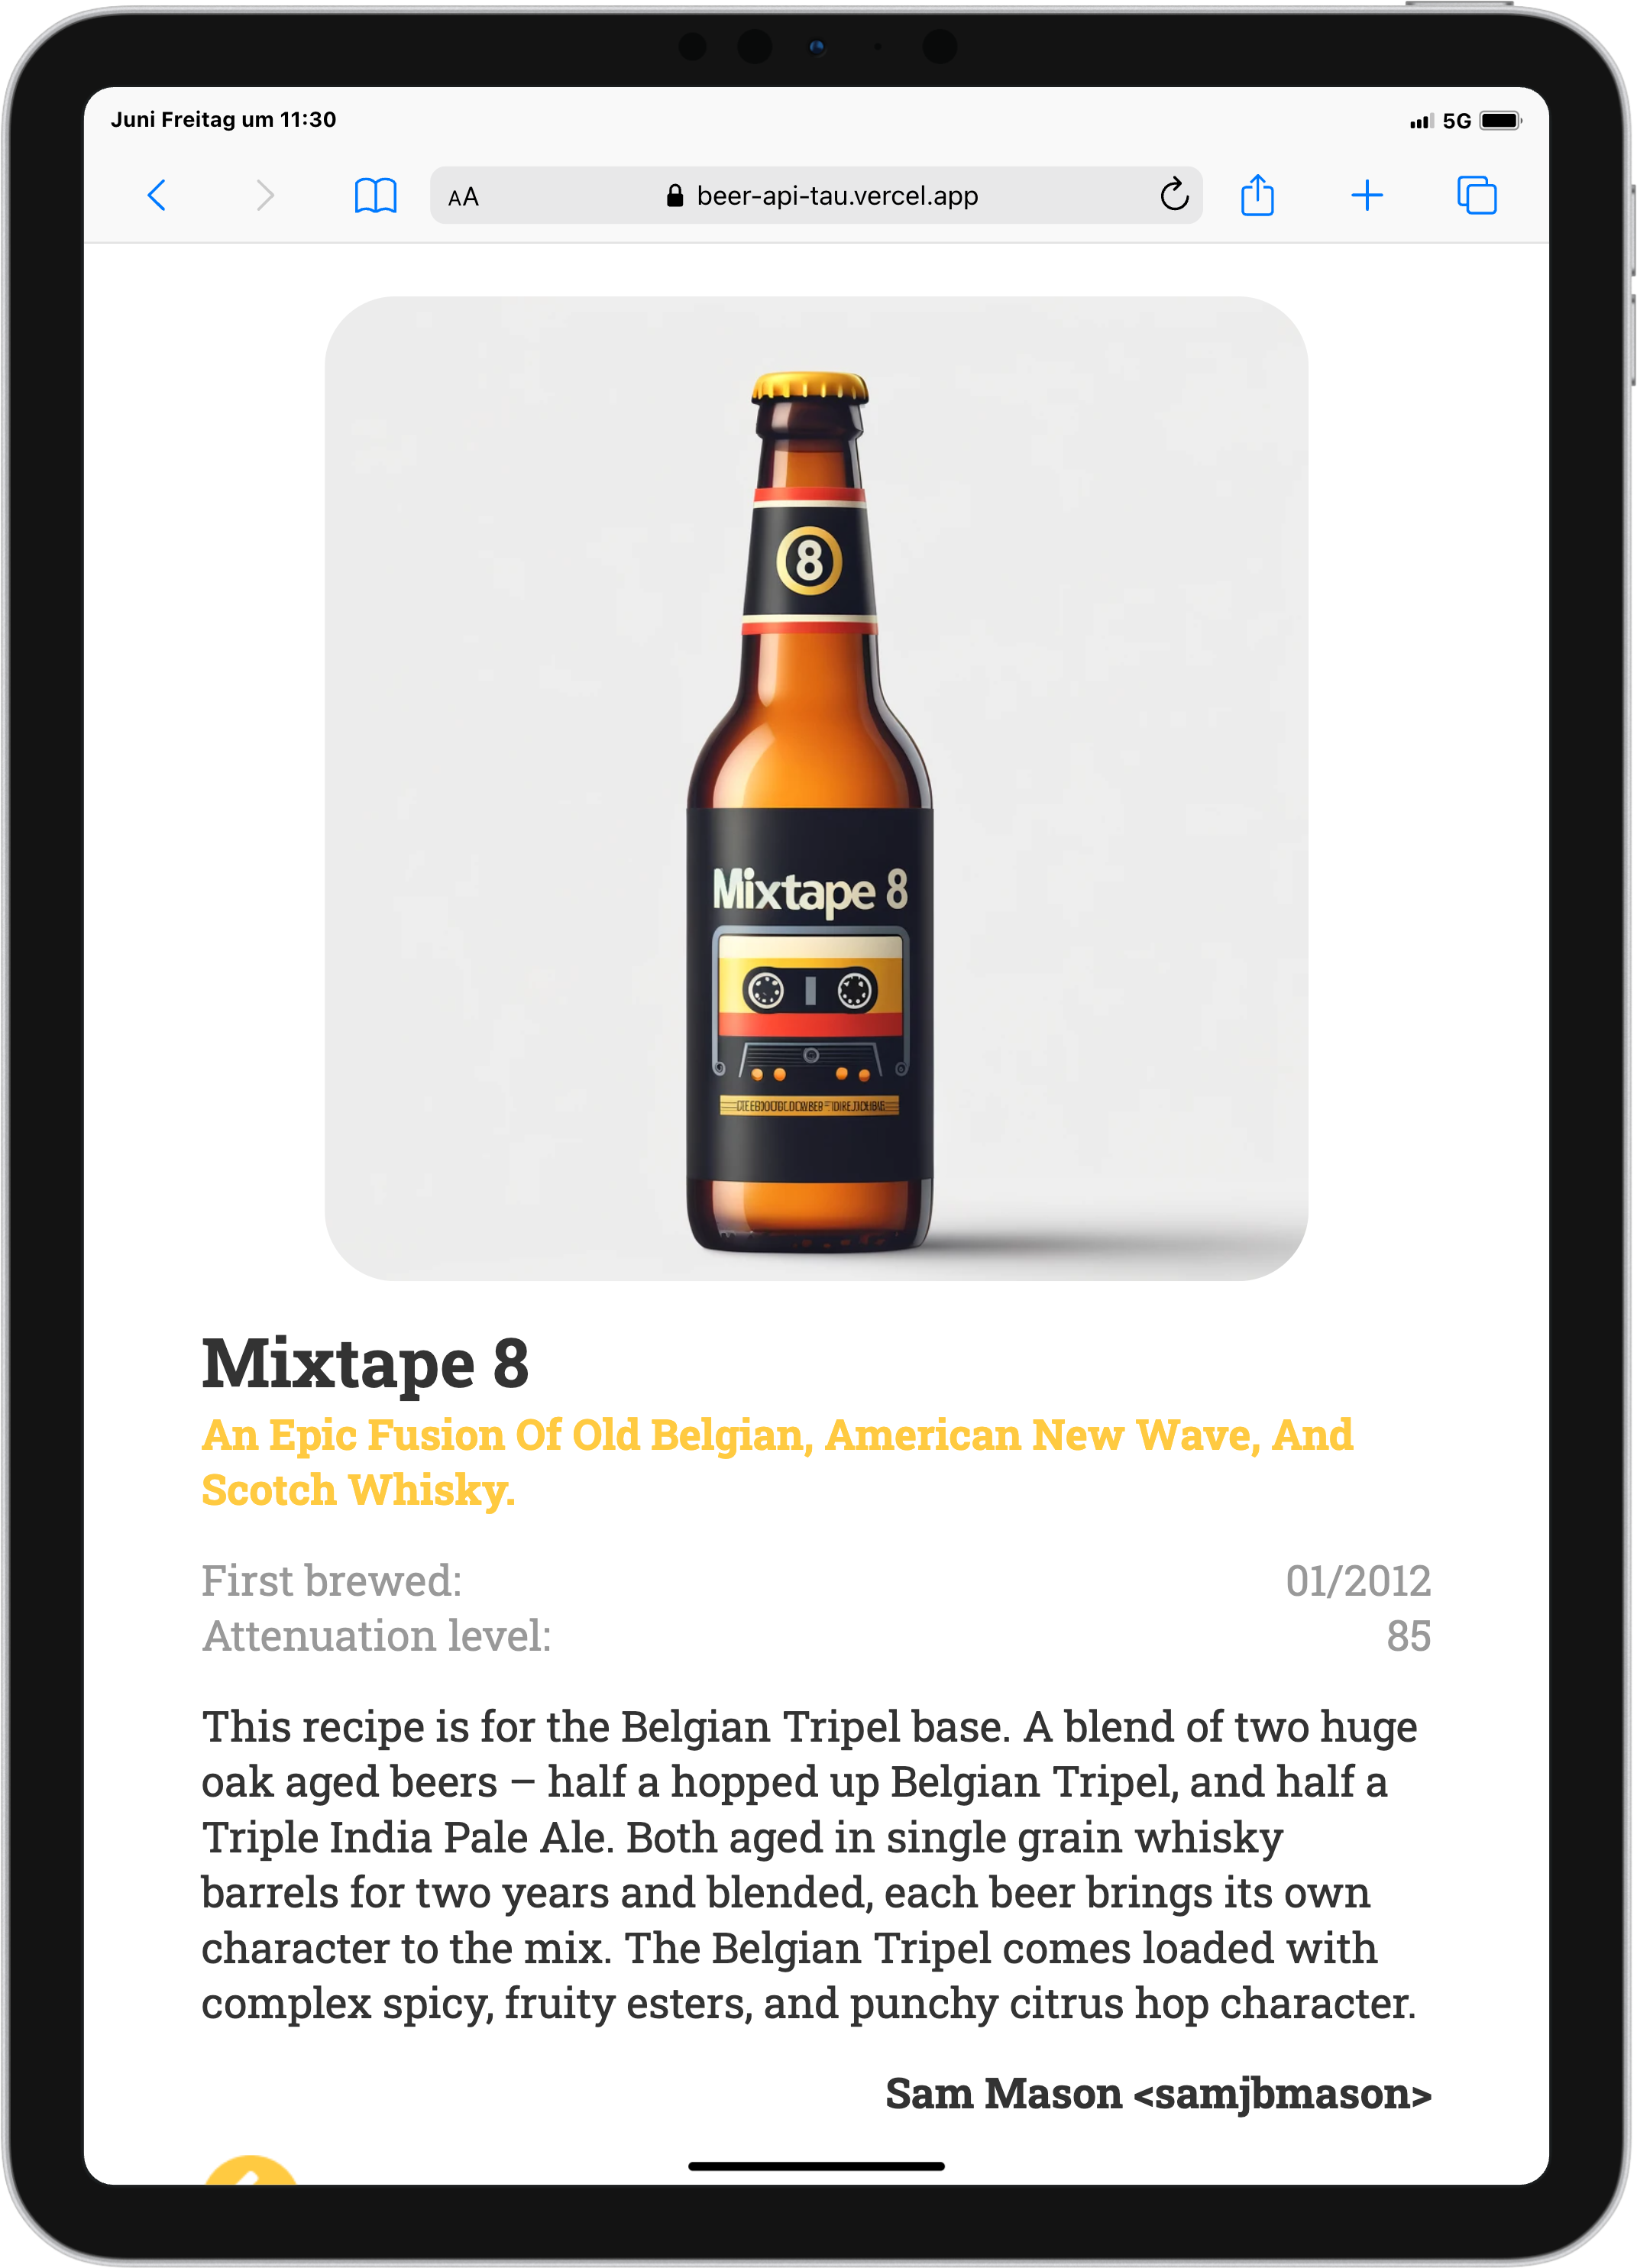 Juni Freitag um 11:30
5G
AA
beer-api-tau.vercel.app
8
Mixtape 8
Mixtape 8
An Epic Fusion Of Old Belgian, American New Wave, And
Scotch Whisky.
First brewed: 01/2012
Attenuation level: 85
This recipe is for the Belgian Tripel base. A blend of two huge
oak aged beers – half a hopped up Belgian Tripel, and half a
Triple India Pale Ale. Both aged in single grain whisky
barrels for two years and blended, each beer brings its own
character to the mix. The Belgian Tripel comes loaded with
complex spicy, fruity esters, and punchy citrus hop character.
Sam Mason <samjbmason>